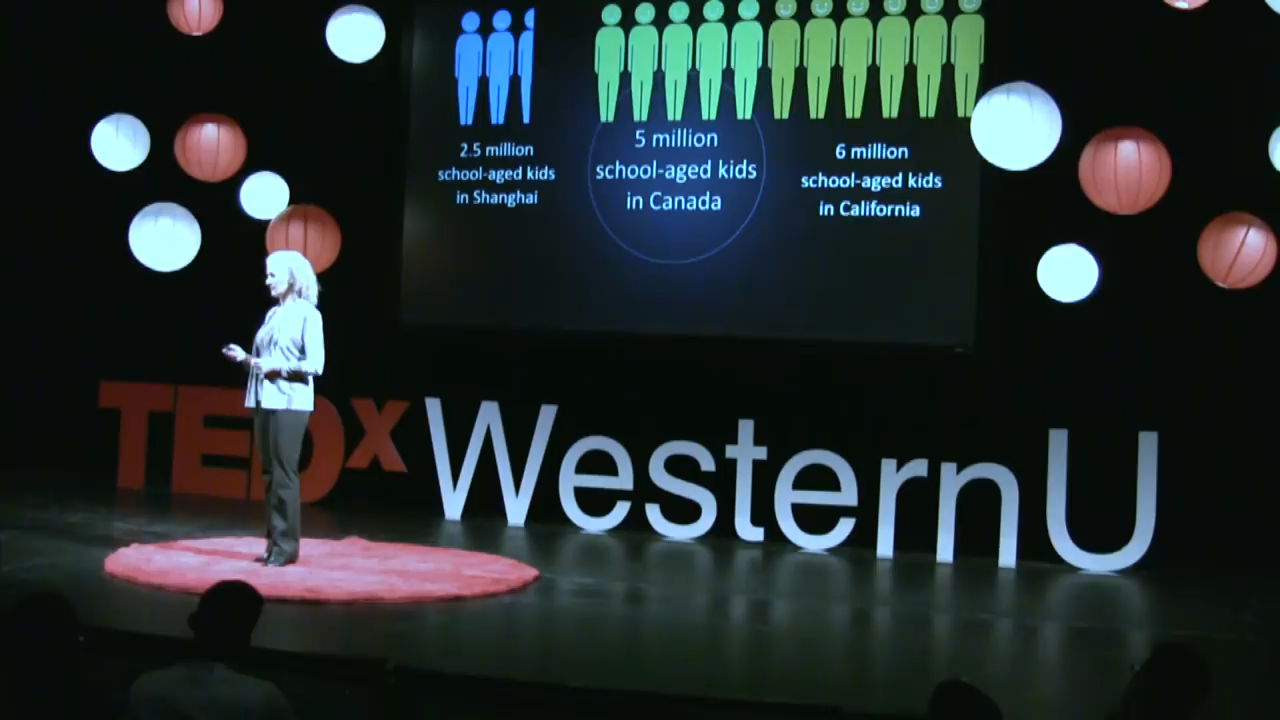 2.5 million
school-aged kids
in Shanghai
5 million
school-aged kids
in Canada
6 million
school-aged kids
in California
TEDx WesternU